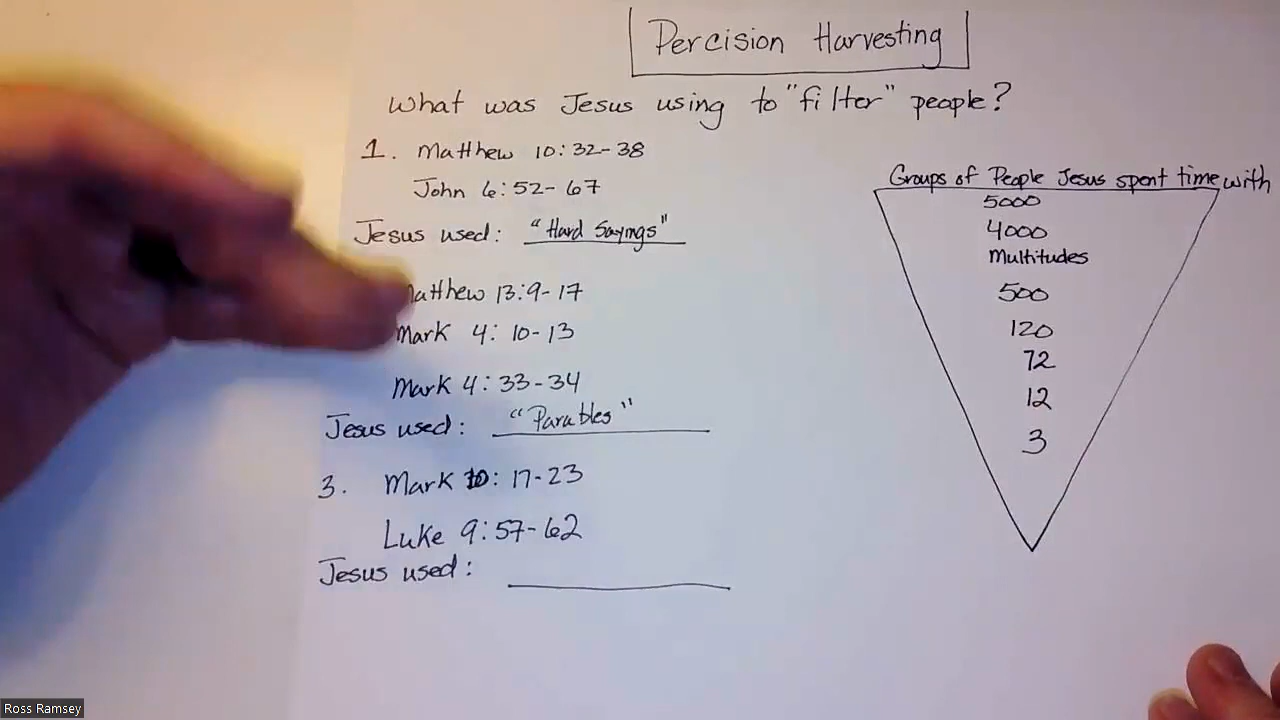 Percision Harvesting
What was Jesus using to "filter" people?
1. Matthew 10:32-38
John 6:52-67
Jesus used: "Hard Sayings"
Matthew 13:9-17
Mark 4:10-13
Mark 4:33-34
Jesus used: "Parables"
3. Mark 10:17-23
Luke 9:57-62
Jesus used:
Groups of People Jesus spent time with
5000
4000
Multitudes
500
120
72
12
3
Ross Ramsey